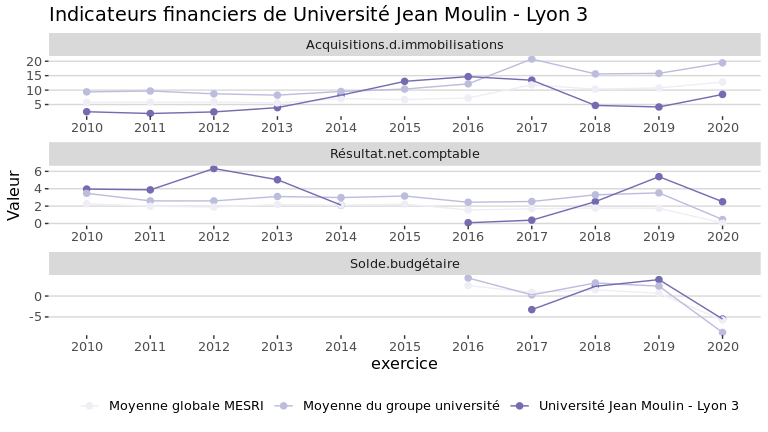 Indicateurs financiers de Université Jean Moulin - Lyon 3
Acquisitions.d.immobilisations
20
15
10
5
2010 2011 2012 2013 2014 2015 2016 2017 2018 2019 2020
Résultat.net.comptable
6
4
2
0
2010 2011 2012 2013 2014 2015 2016 2017 2018 2019 2020
Valeur
Solde.budgétaire
0
-5
2010 2011 2012 2013 2014 2015 2016 2017 2018 2019 2020
exercice
Moyenne globale MESRI Moyenne du groupe université Université Jean Moulin - Lyon 3